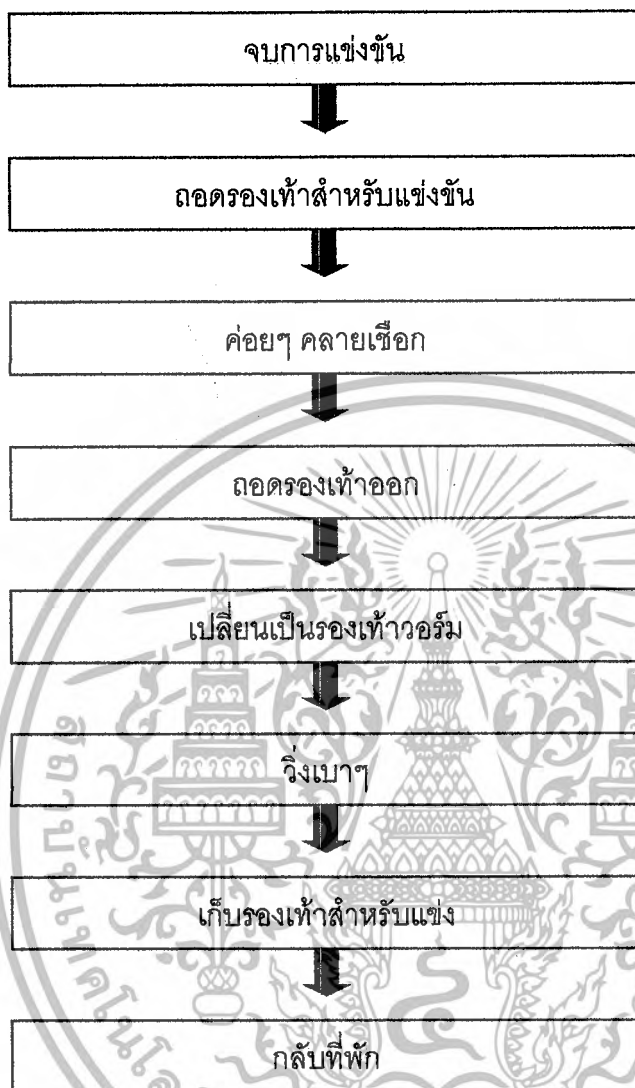 จบการแข่งขัน
ถอดรองเท้าสำหรับแข่งขัน
ค่อยๆ คลายเชือก
ถอดรองเท้าออก
เปลี่ยนเป็นรองเท้าวอร์ม
วิ่งเบาๆ
เก็บรองเท้าสำหรับแข่ง
กลับที่พัก